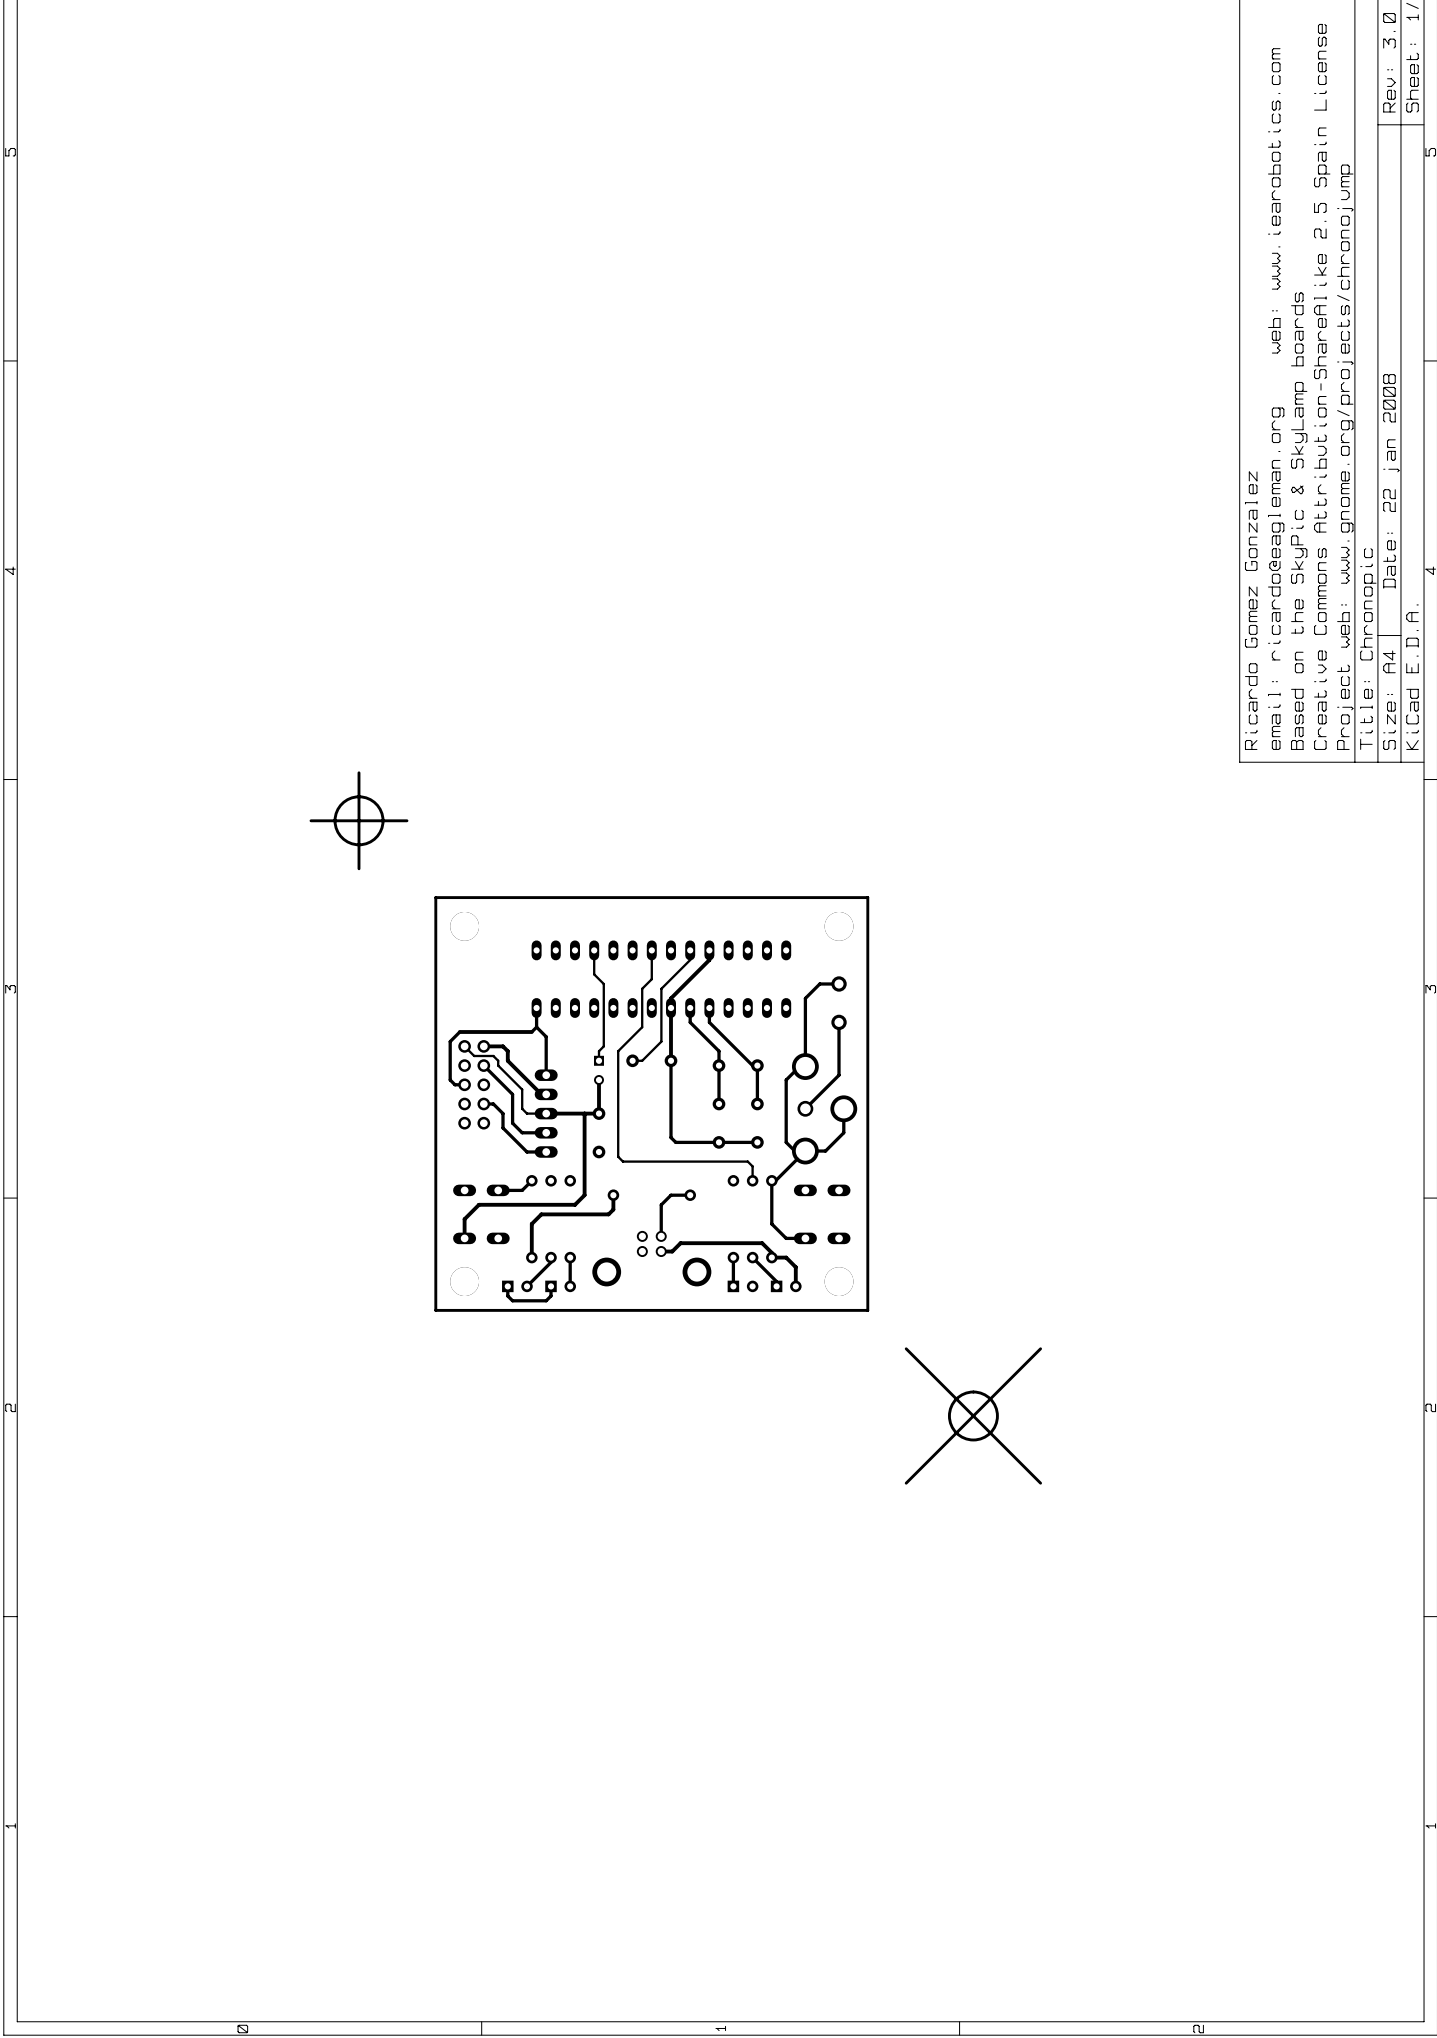 Ricardo Gomez Gonzalez
email: ricardo@eagleman.org web: www.iearobotics.com
Based on the SkyPic & SkyLamp boards
Creative Commons Attribution-ShareAlike 2.5 Spain License
Project web: www.gnome.org/projects/chronojump
Title: Chronopic
Size: A4 Date: 22 jan 2008 Rev: 3.0
KiCad E.D.A. Sheet: 1/
1 2 3 4 5
1 2 3 4 5
0 1 2